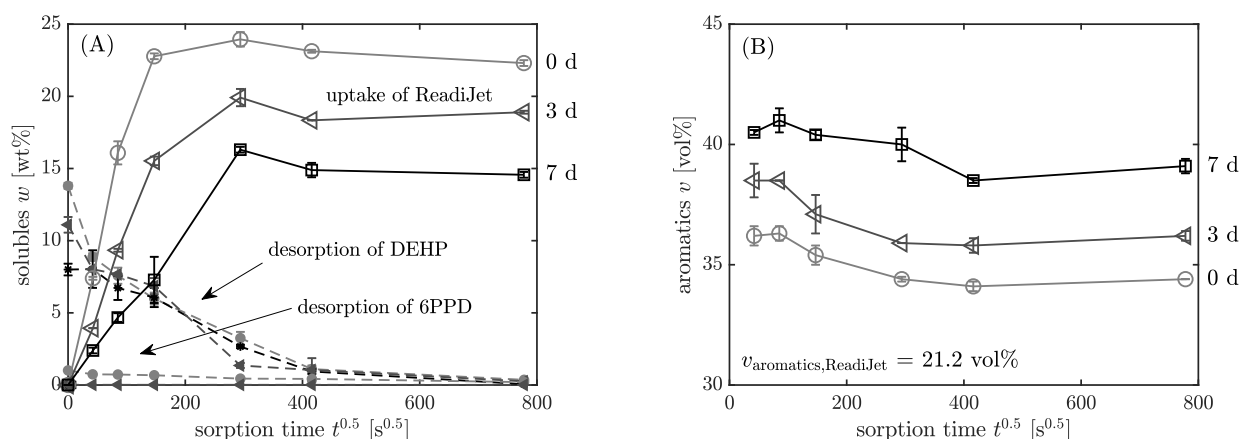 (A)
25
20
15
10
5
0
solubles w [wt%]
0 d
uptake of ReadiJet
3 d
7 d
desorption of DEHP
desorption of 6PPD
0 200 400 600 800
sorption time t^0.5 [s^0.5]
(B)
45
40
35
30
aromatics v [vol%]
7 d
3 d
0 d
v_aromatics,ReadiJet = 21.2 vol%
0 200 400 600 800
sorption time t^0.5 [s^0.5]